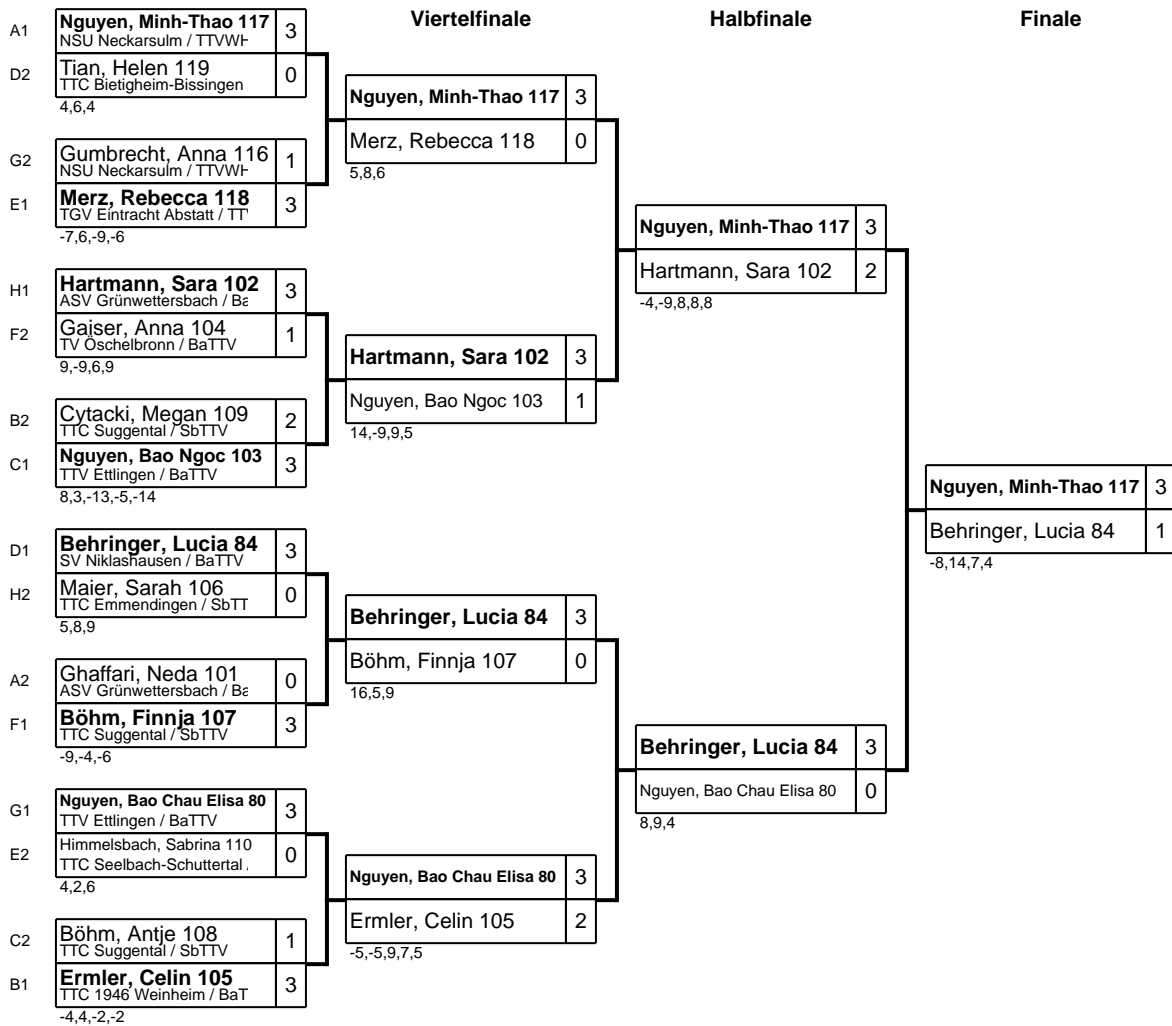 Viertelfinale
Halbfinale
Finale
A1
Nguyen, Minh-Thao 117
3
NSU Neckarsulm / TTVWH
D2
Tian, Helen 119
0
TTC Bietigheim-Bissingen
4,6,4
G2
Gumbrecht, Anna 116
1
NSU Neckarsulm / TTVWH
E1
Merz, Rebecca 118
3
TGV Eintracht Abstatt / TT
-7,6,-9,-6
H1
Hartmann, Sara 102
3
ASV Grünwettersbach / Ba
F2
Gaiser, Anna 104
1
TV Öschelbronn / BaTTV
9,-9,6,9
B2
Cytacki, Megan 109
2
TTC Suggental / SbTTV
C1
Nguyen, Bao Ngoc 103
3
TTV Ettlingen / BaTTV
8,3,-13,-5,-14
D1
Behringer, Lucia 84
3
SV Niklashausen / BaTTV
H2
Maier, Sarah 106
0
TTC Emmendingen / SbTT
5,8,9
A2
Ghaffari, Neda 101
0
ASV Grünwettersbach / Ba
F1
Böhm, Finnja 107
3
TTC Suggental / SbTTV
-9,-4,-6
G1
Nguyen, Bao Chau Elisa 80
3
TTV Ettlingen / BaTTV
E2
Himmelsbach, Sabrina 110
0
TTC Seelbach-Schuttertal
4,2,6
C2
Böhm, Antje 108
1
TTC Suggental / SbTTV
B1
Ermler, Celin 105
3
TTC 1946 Weinheim / BaT
-4,4,-2,-2
Nguyen, Minh-Thao 117
3
Merz, Rebecca 118
0
5,8,6
Hartmann, Sara 102
3
Nguyen, Bao Ngoc 103
1
14,-9,9,5
Behringer, Lucia 84
3
Böhm, Finnja 107
0
16,5,9
Nguyen, Bao Chau Elisa 80
3
Ermler, Celin 105
2
-5,-5,9,7,5
Nguyen, Minh-Thao 117
3
Hartmann, Sara 102
2
-4,-9,8,8,8
Behringer, Lucia 84
3
Nguyen, Bao Chau Elisa 80
0
8,9,4
Nguyen, Minh-Thao 117
3
Behringer, Lucia 84
1
-8,14,7,4